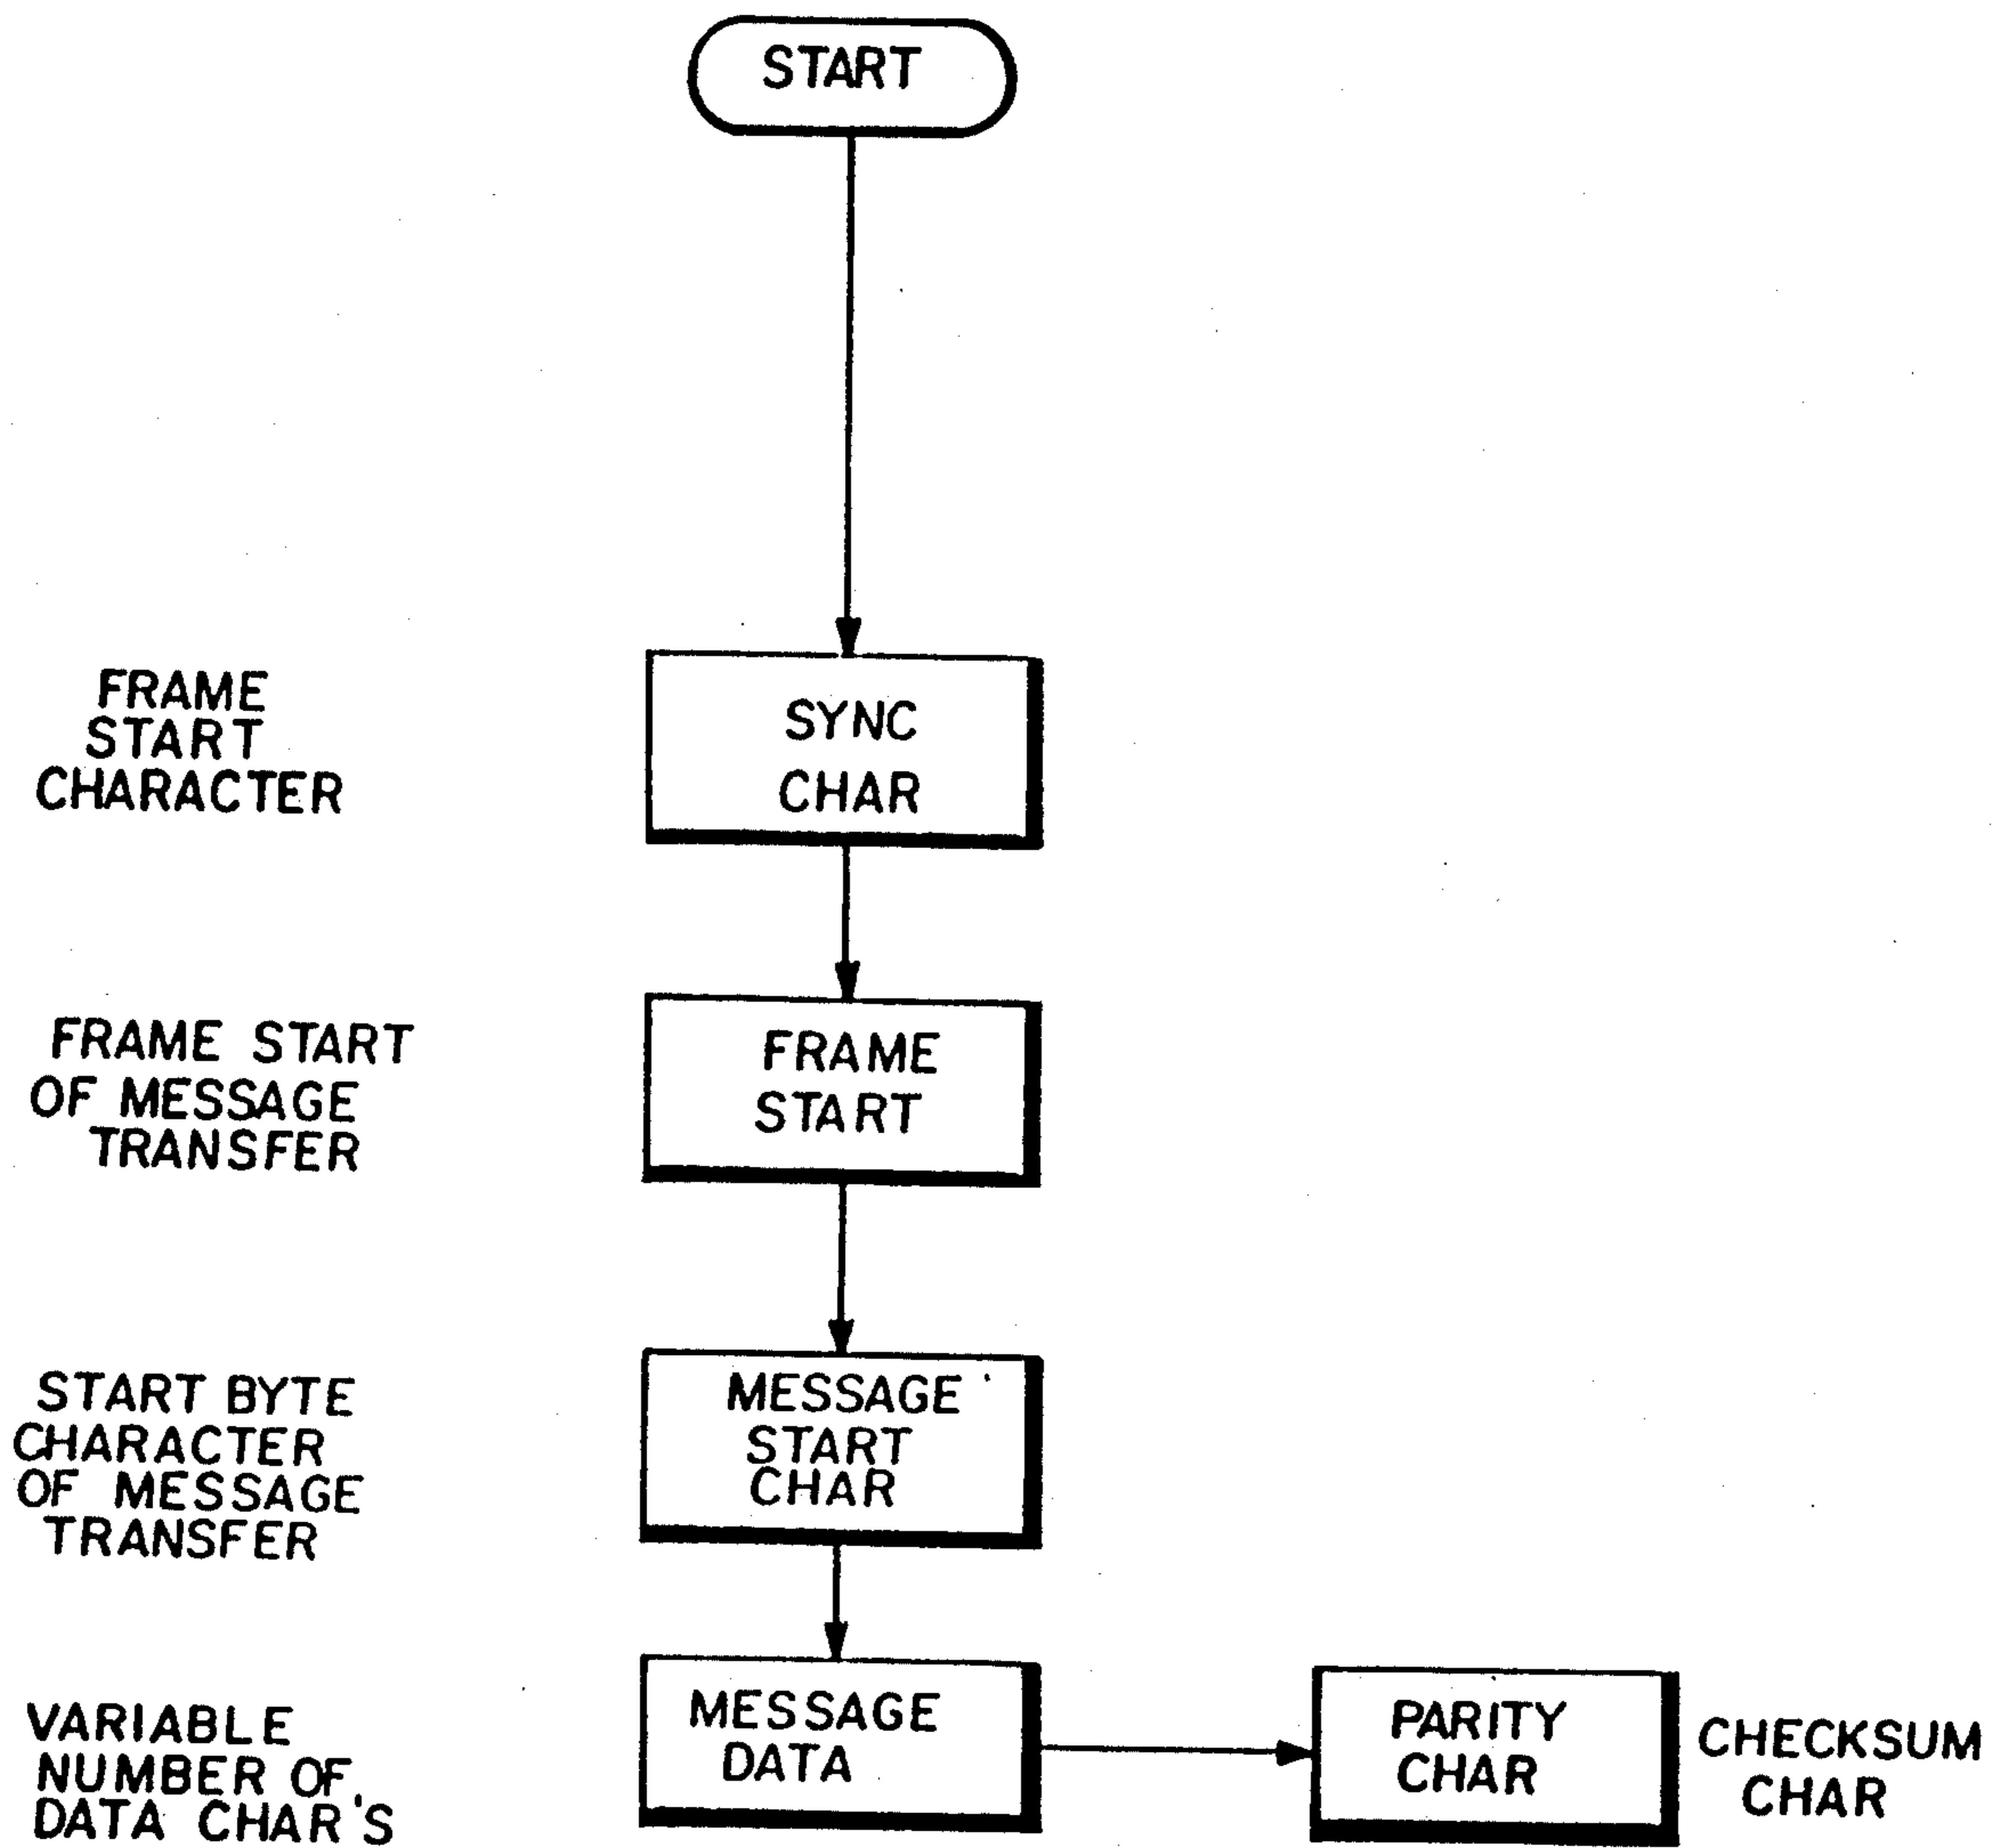 START
FRAME
START
CHARACTER
SYNC
CHAR
FRAME START
OF MESSAGE
TRANSFER
FRAME
START
START BYTE
CHARACTER
OF MESSAGE
TRANSFER
MESSAGE
START
CHAR
VARIABLE
NUMBER OF
DATA CHAR'S
MESSAGE
DATA
PARITY
CHAR
CHECKSUM
CHAR